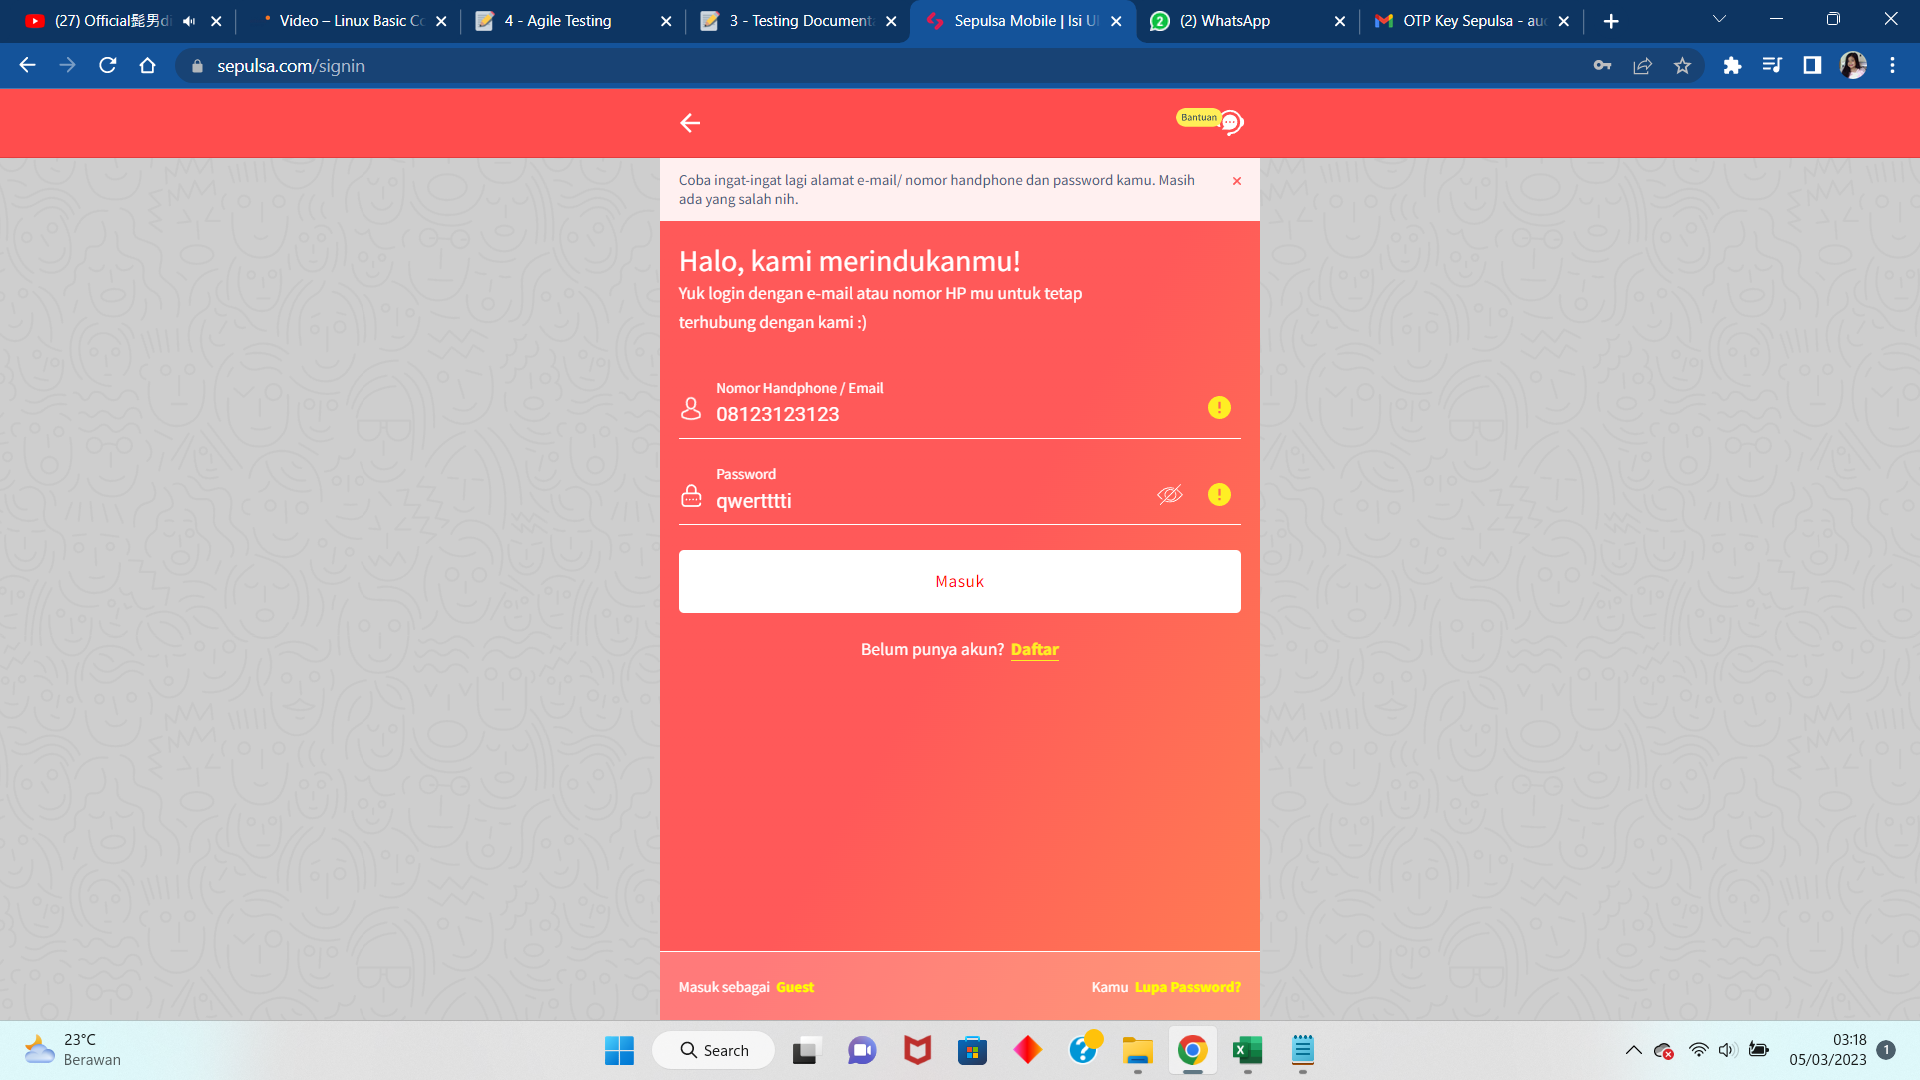 (27) Official髭男di
Video – Linux Basic Co
4 - Agile Testing
3 - Testing Documenta
Sepulsa Mobile | Isi Ul
(2) WhatsApp
OTP Key Sepulsa - auc
sepulsa.com/signin
Bantuan
Coba ingat-ingat lagi alamat e-mail/ nomor handphone dan password kamu. Masih
ada yang salah nih.
Halo, kami merindukanmu!
Yuk login dengan e-mail atau nomor HP mu untuk tetap
terhubung dengan kami :)
Nomor Handphone / Email
08123123123
Password
qwertttti
Masuk
Belum punya akun? Daftar
Masuk sebagai Guest
Kamu Lupa Password?
23°C
Berawan
Search
03:18
05/03/2023
1